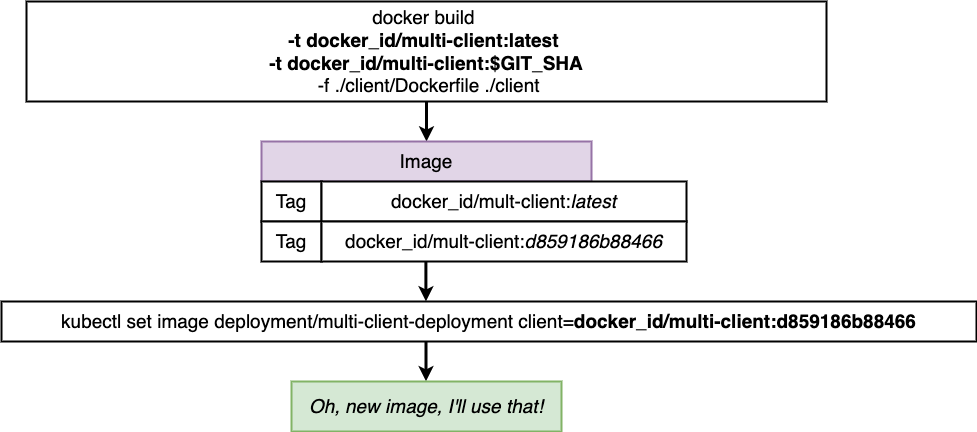 docker build
-t docker_id/multi-client:latest
-t docker_id/multi-client:$GIT_SHA
-f ./client/Dockerfile ./client
Image
Tag docker_id/mult-client:latest
Tag docker_id/mult-client:d859186b88466
kubectl set image deployment/multi-client-deployment client=docker_id/multi-client:d859186b88466
Oh, new image, I'll use that!